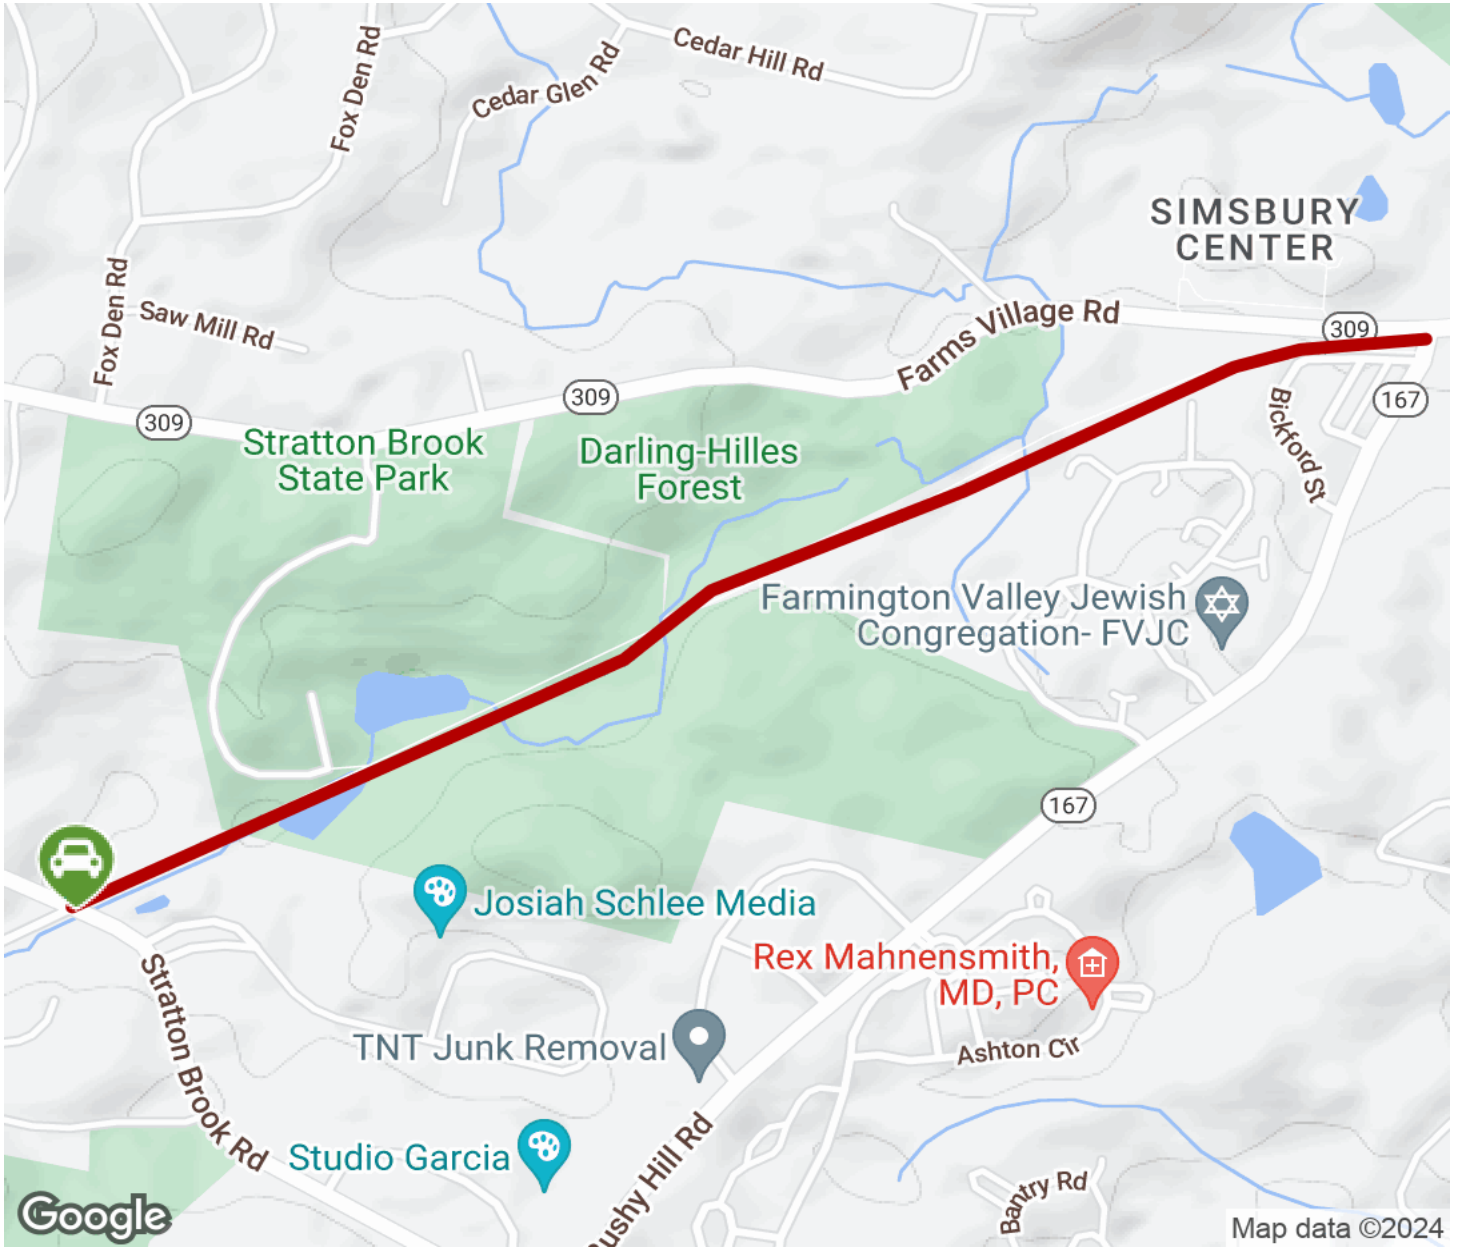 Fox Den Rd
Cedar Hill Rd
Cedar Glen Rd
SIMSBURY
CENTER
Fox Den Rd
Saw Mill Rd
Farms Village Rd
309
309
309
167
Bickford St
Stratton Brook
State Park
Darling-Hilles
Forest
Farmington Valley Jewish
Congregation- FVJC
167
Josiah Schlee Media
Rex Mahnensmith,
MD, PC
Stratton Brook Rd
TNT Junk Removal
Ashton Cir
Studio Garcia
Bushy Hill Rd
Bantry Rd
Google
Map data ©2024